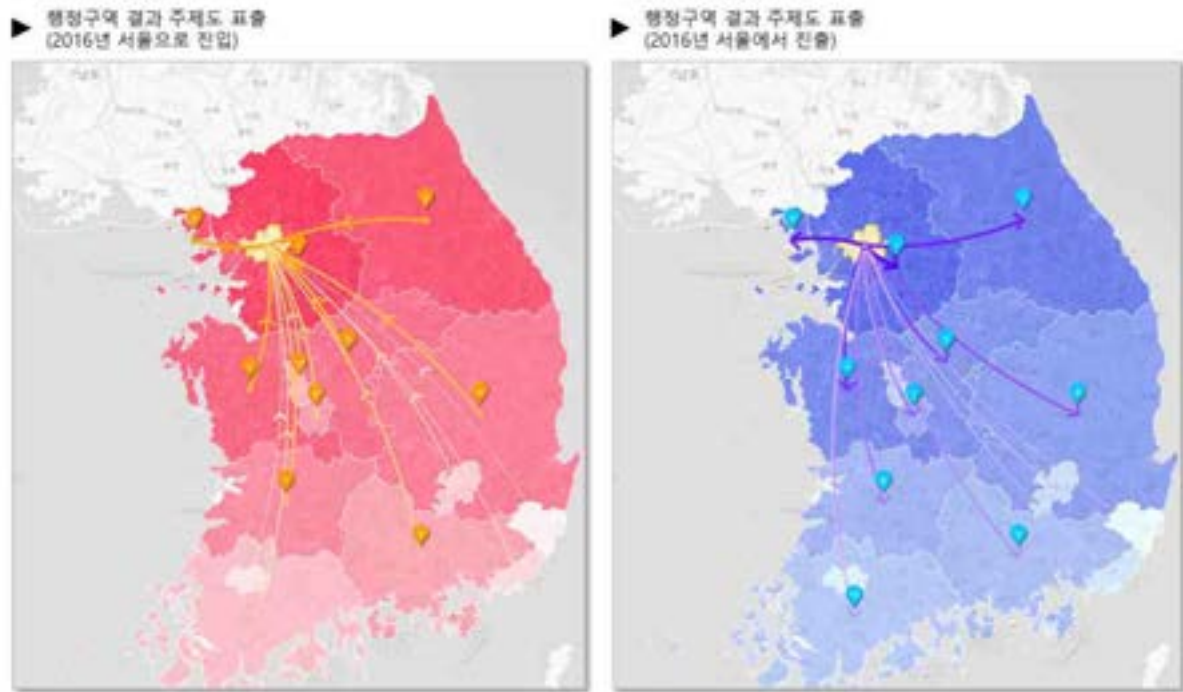 ▶ 행정구역 결과 주제도 표출
(2016년 서울으로 진입)
▶ 행정구역 결과 주제도 표출
(2016년 서울에서 진출)